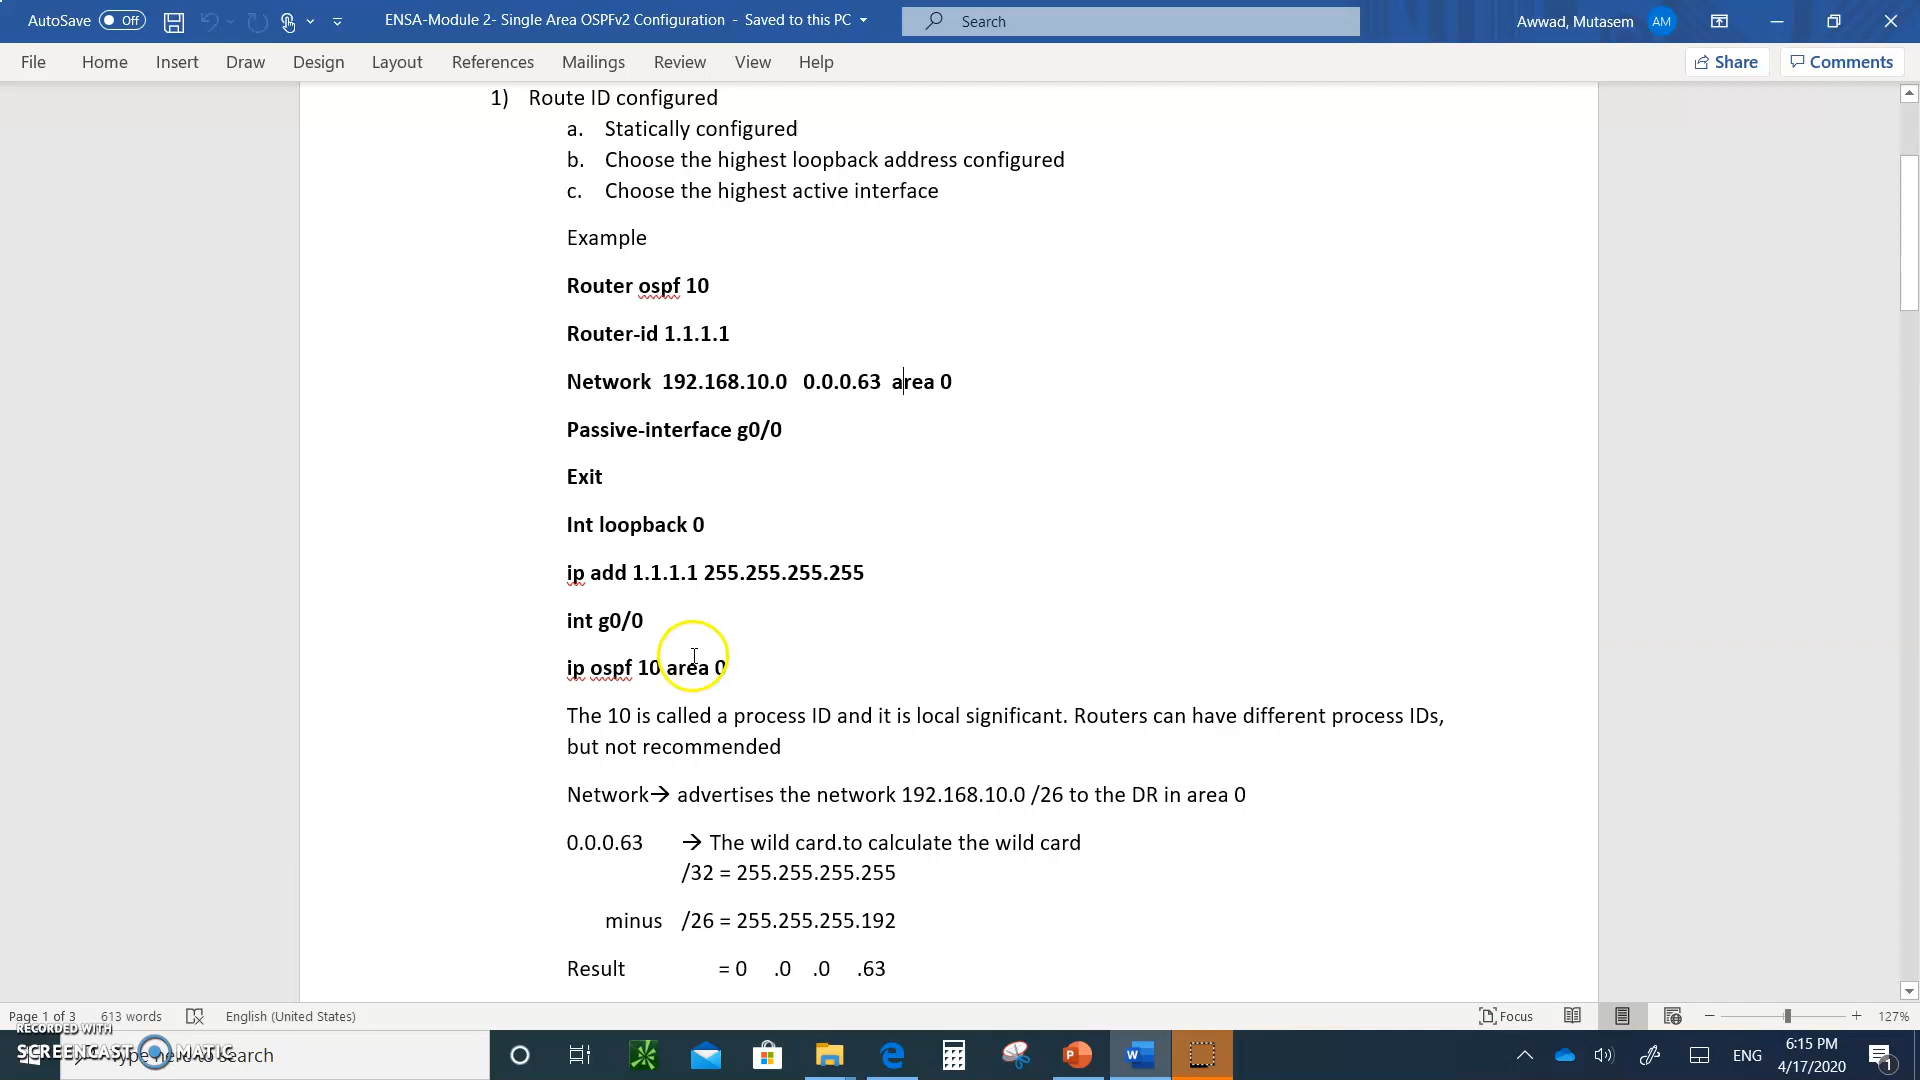 AutoSave Off ENSA-Module 2- Single Area OSPFv2 Configuration - Saved to this PC Search Awwad, Mutasem AM
File Home Insert Draw Design Layout References Mailings Review View Help Share Comments
1) Route ID configured
a. Statically configured
b. Choose the highest loopback address configured
c. Choose the highest active interface
Example
Router ospf 10
Router-id 1.1.1.1
Network 192.168.10.0 0.0.0.63 area 0
Passive-interface g0/0
Exit
Int loopback 0
ip add 1.1.1.1 255.255.255.255
int g0/0
ip ospf 10 area 0
The 10 is called a process ID and it is local significant. Routers can have different process IDs,
but not recommended
Network→ advertises the network 192.168.10.0 /26 to the DR in area 0
0.0.0.63 → The wild card.to calculate the wild card
/32 = 255.255.255.255
minus /26 = 255.255.255.192
Result = 0 .0 .0 .63
Page 1 of 3 613 words English (United States) Focus 127%
RECORDED WITH
SCREENCAST MATIC
Type here to search
ENG 6:15 PM
4/17/2020 1